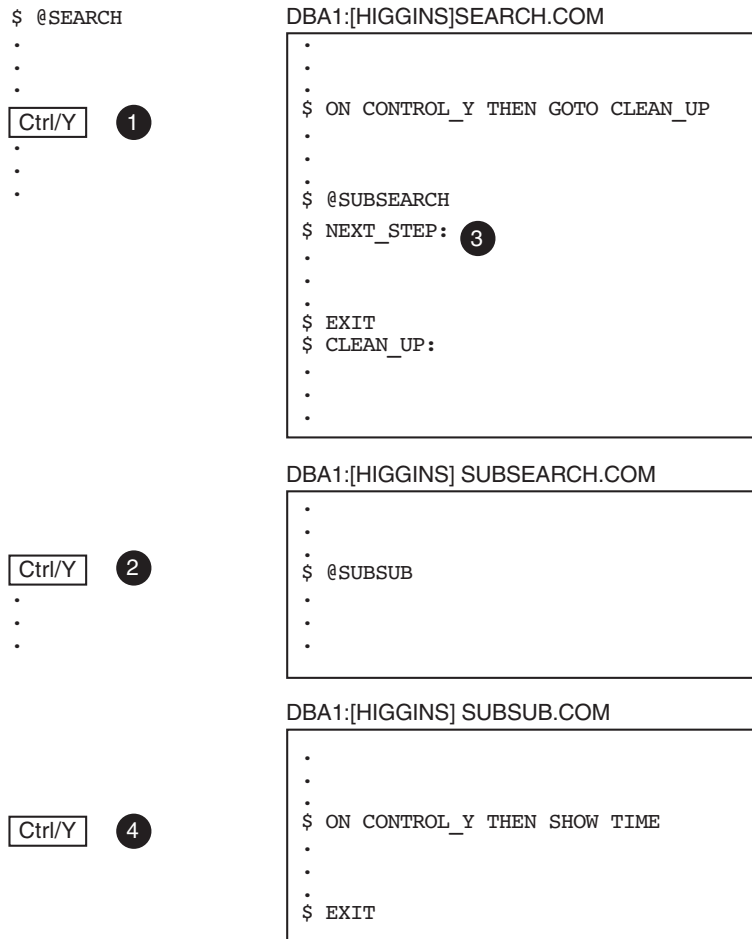 $ @SEARCH
DBA1:[HIGGINS]SEARCH.COM
.
.
.
.
.
.
Ctrl/Y 1
$ ON CONTROL_Y THEN GOTO CLEAN_UP
.
.
.
.
.
.
$ @SUBSEARCH
$ NEXT_STEP: 3
.
.
.
$ EXIT
$ CLEAN_UP:
.
.
.
DBA1:[HIGGINS] SUBSEARCH.COM
.
.
.
Ctrl/Y 2
$ @SUBSUB
.
.
.
.
.
.
DBA1:[HIGGINS] SUBSUB.COM
.
.
.
Ctrl/Y 4
$ ON CONTROL_Y THEN SHOW TIME
.
.
.
$ EXIT